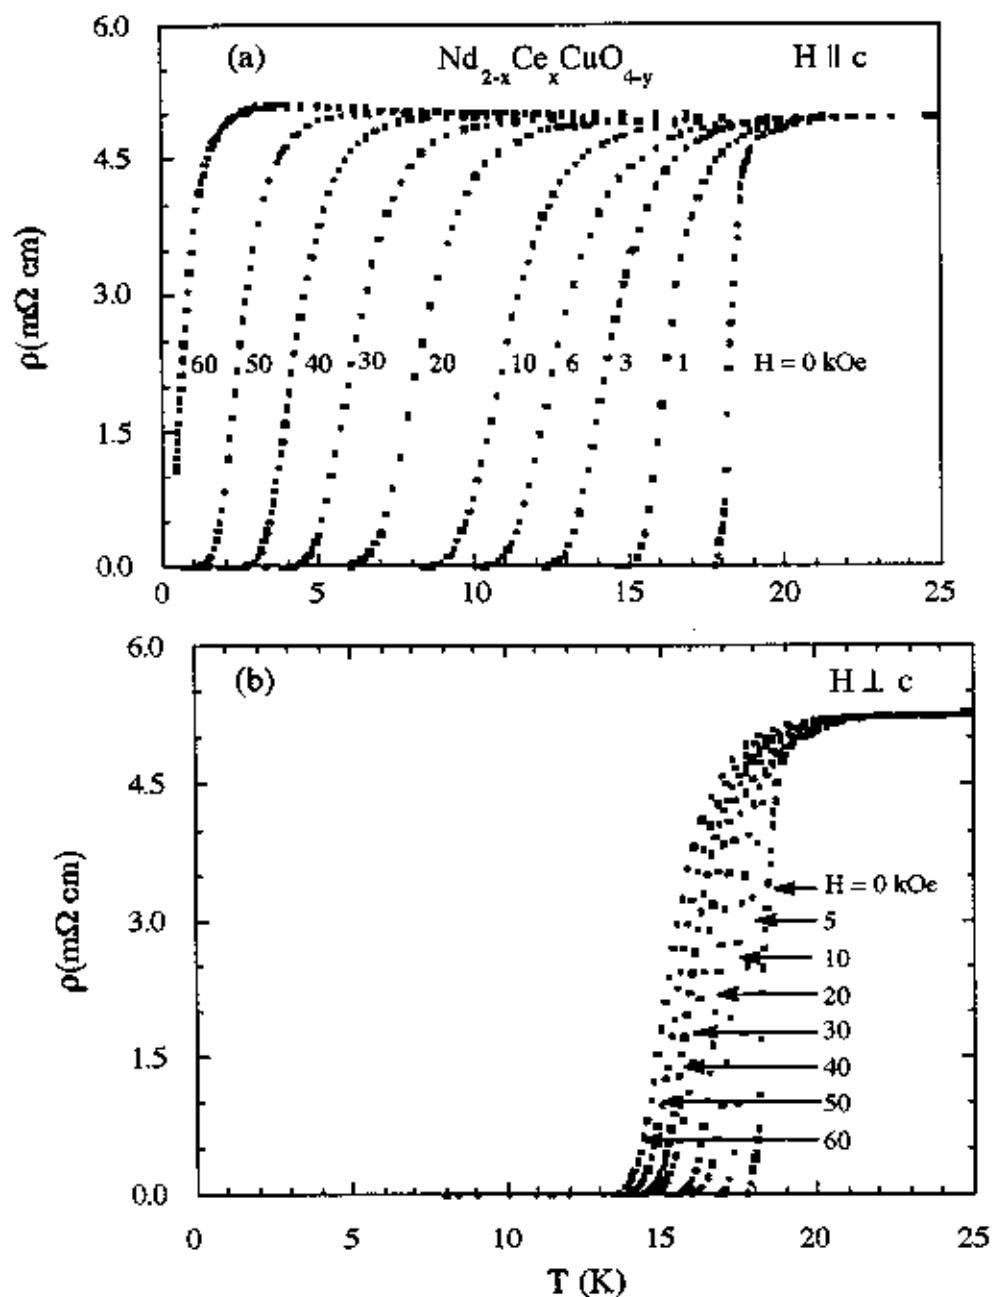 6.0
(a) Nd2-xCexCuO4-y H || c
4.5
3.0
ρ(mΩ cm)
60 50 40 30 20 10 6 3 1 H = 0 kOe
1.5
0.0
0 5 10 15 20 25
6.0
(b) H ⊥ c
4.5
H = 0 kOe
5
3.0
10
ρ(mΩ cm)
20
30
1.5
40
50
60
0.0
0 5 10 15 20 25
T (K)